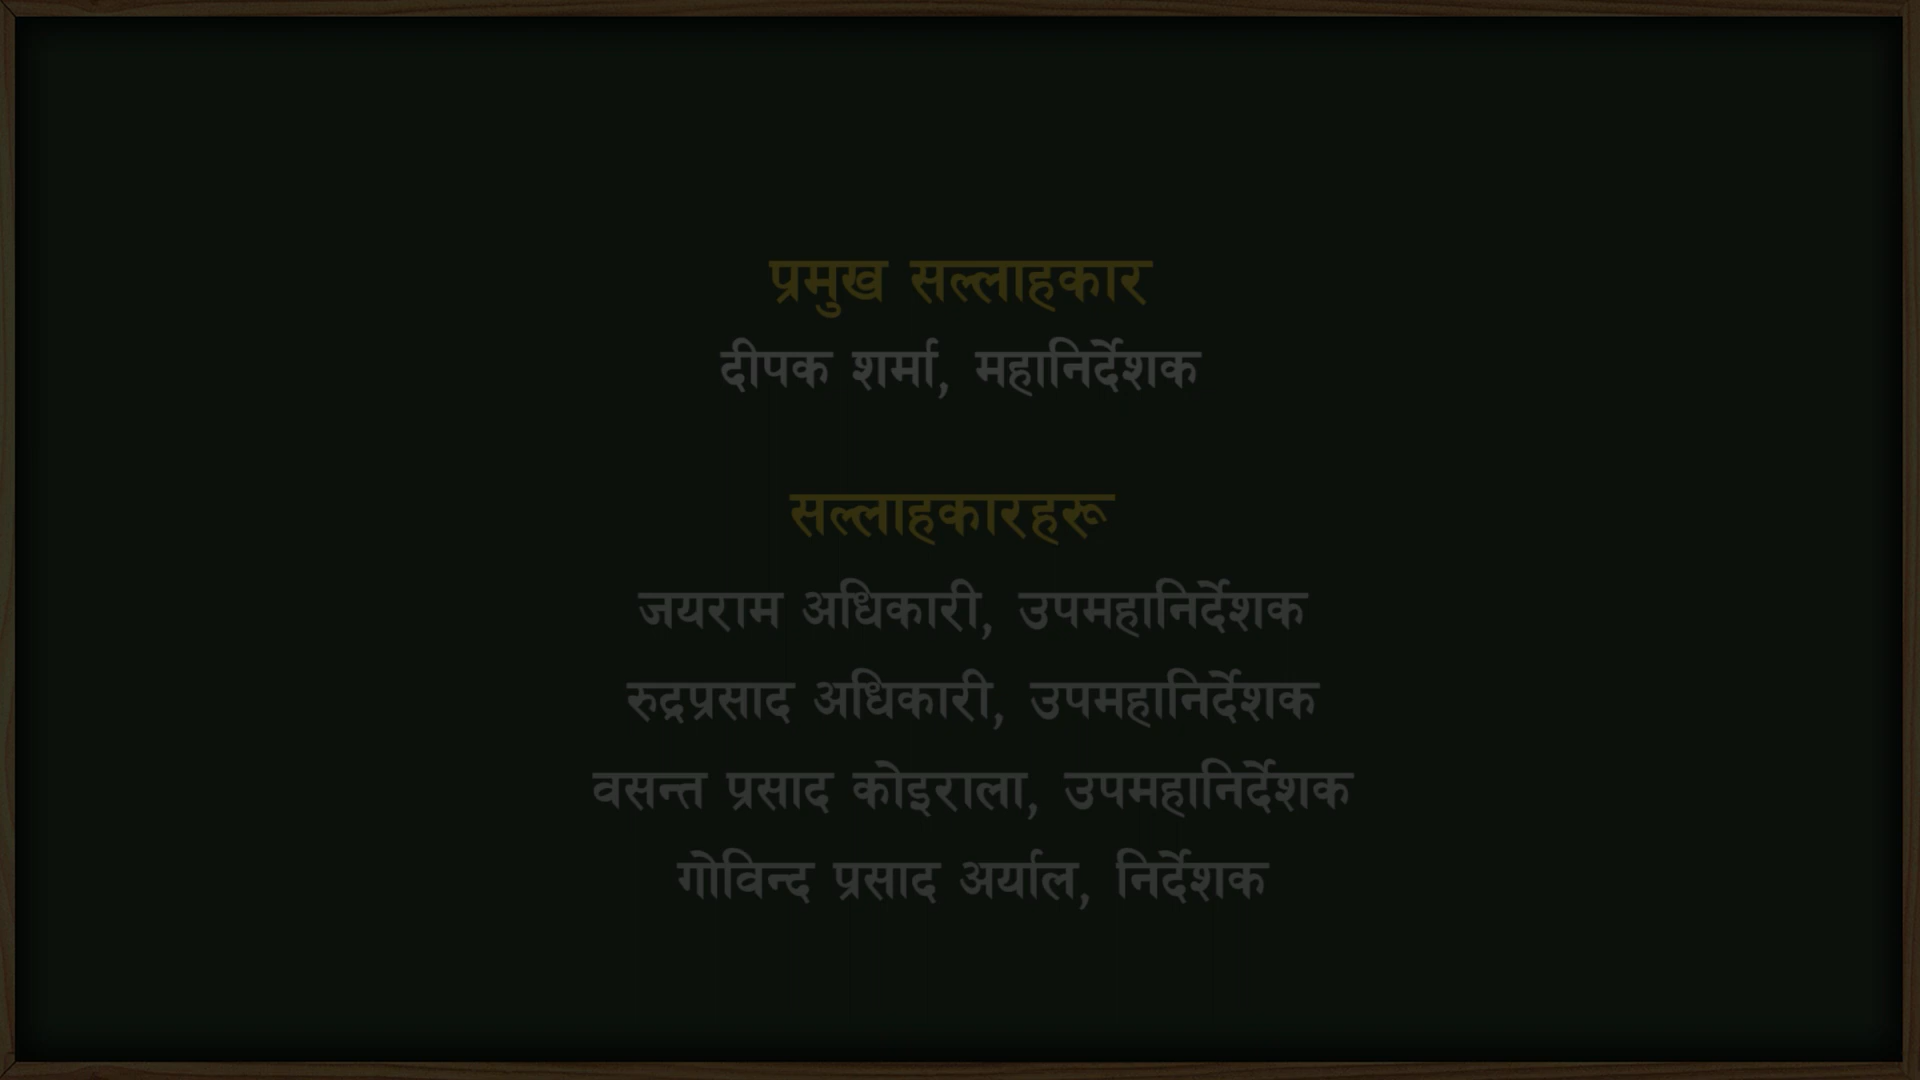 प्रमुख सल्लाहकार
दीपक शर्मा, महानिर्देशक
सल्लाहकारहरू
जयराम अधिकारी, उपमहानिर्देशक
रुद्रप्रसाद अधिकारी, उपमहानिर्देशक
वसन्त प्रसाद कोइराला, उपमहानिर्देशक
गोविन्द प्रसाद अर्याल, निर्देशक